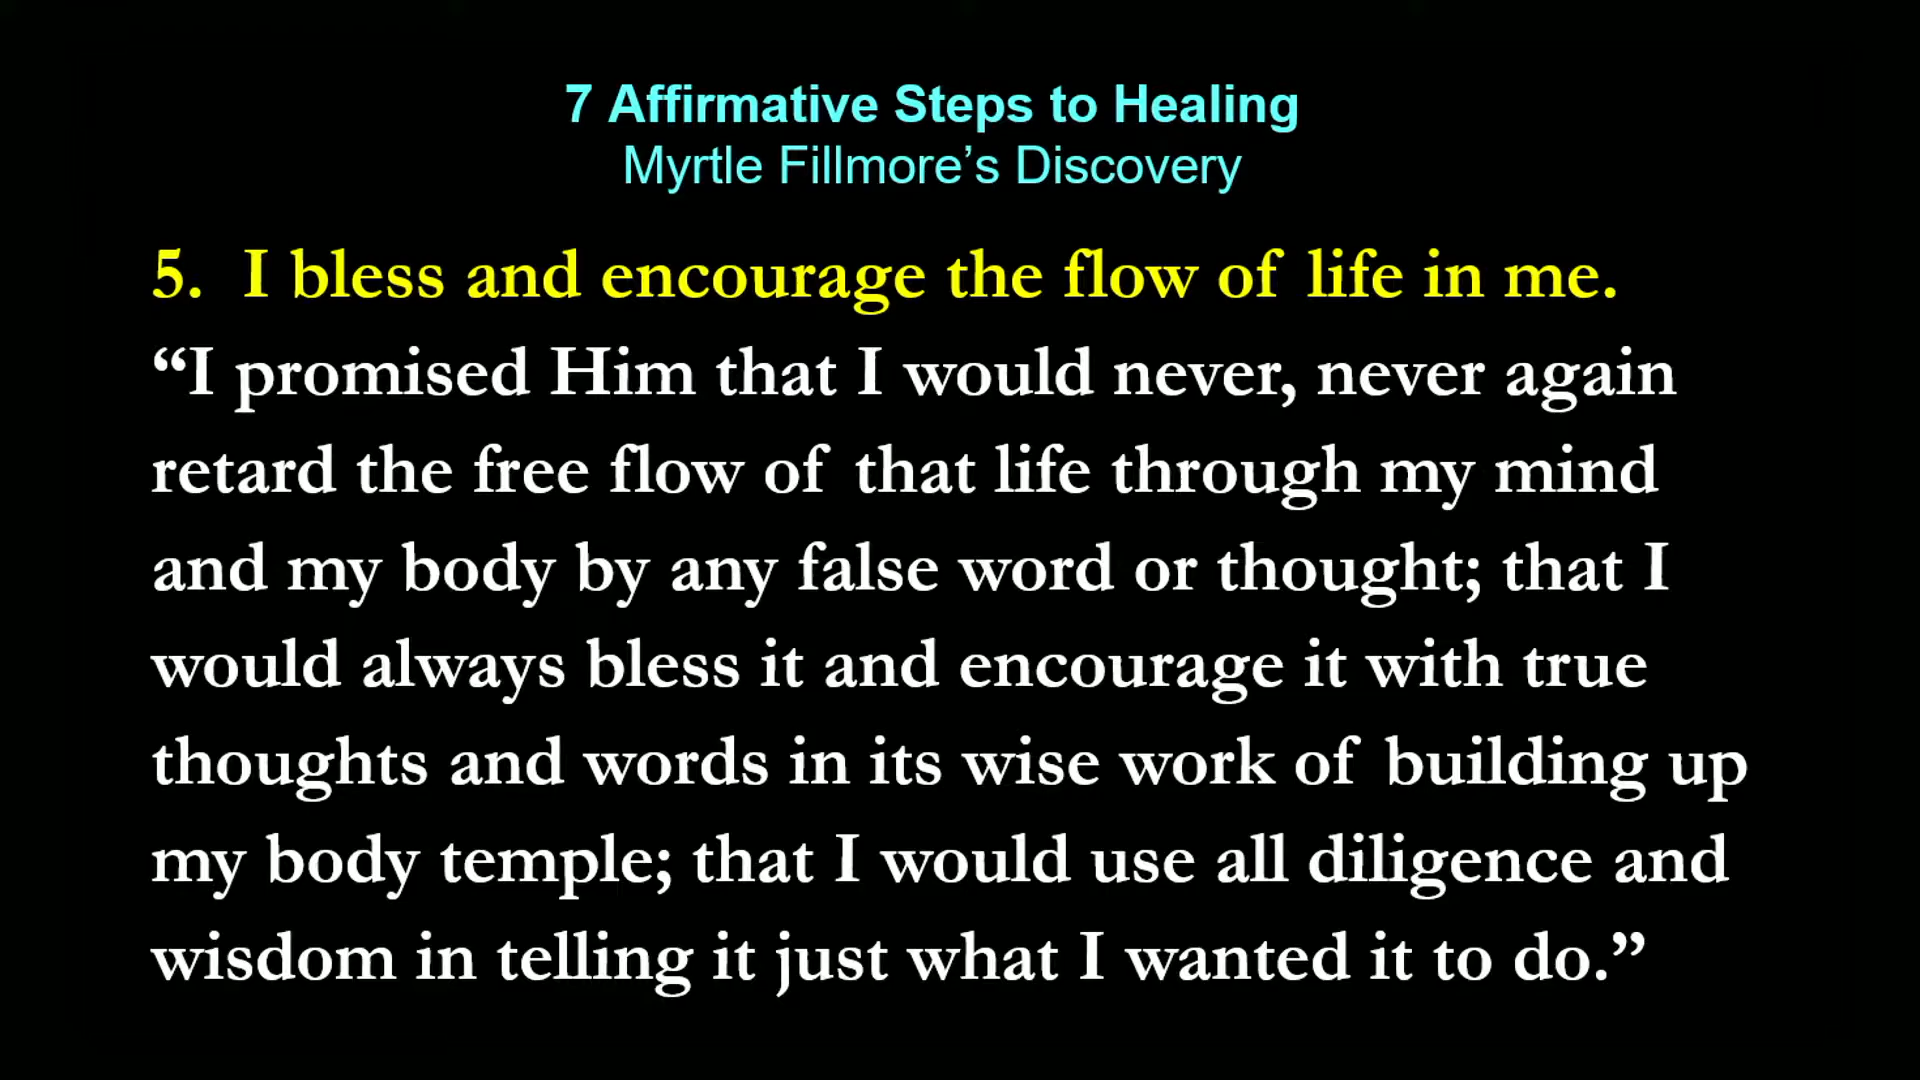 7 Affirmative Steps to Healing
Myrtle Fillmore’s Discovery
5. I bless and encourage the flow of life in me.
“I promised Him that I would never, never again
retard the free flow of that life through my mind
and my body by any false word or thought; that I
would always bless it and encourage it with true
thoughts and words in its wise work of building up
my body temple; that I would use all diligence and
wisdom in telling it just what I wanted it to do.”